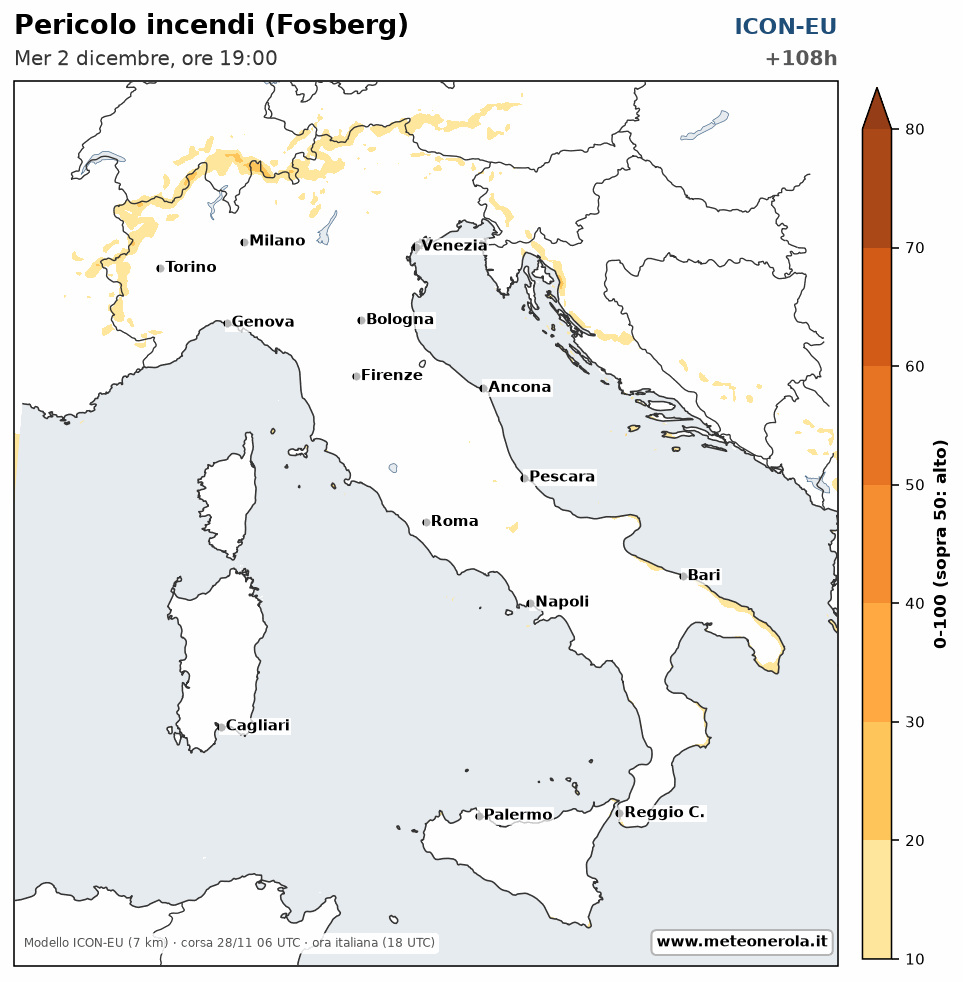 Pericolo incendi (Fosberg)
ICON-EU
Mer 2 dicembre, ore 19:00
+108h
80
70
60
50
40
30
20
10
0-100 (sopra 50: alto)
Milano
Venezia
Torino
Genova
Bologna
Firenze
Ancona
Pescara
Roma
Bari
Napoli
Cagliari
Palermo
Reggio C.
Modello ICON-EU (7 km) · corsa 28/11 06 UTC · ora italiana (18 UTC)
www.meteonerola.it